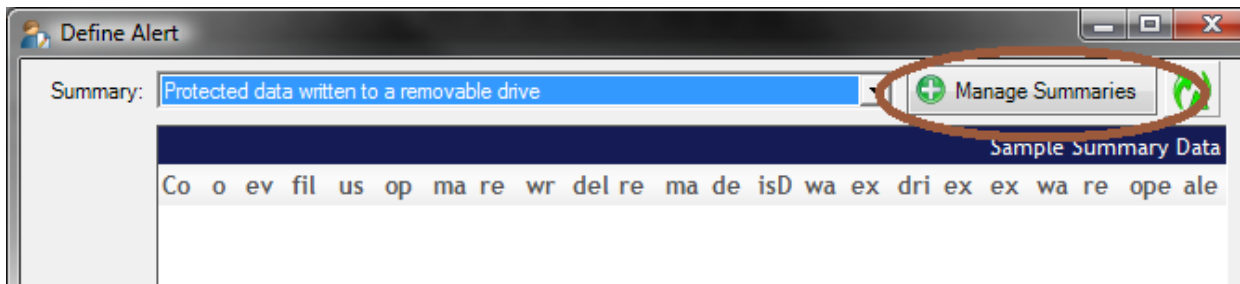 Define Alert
Summary: Protected data written to a removable drive Manage Summaries
Sample Summary Data
Co o ev fil us op ma re wr del re ma de isD wa ex dri ex ex wa re ope ale